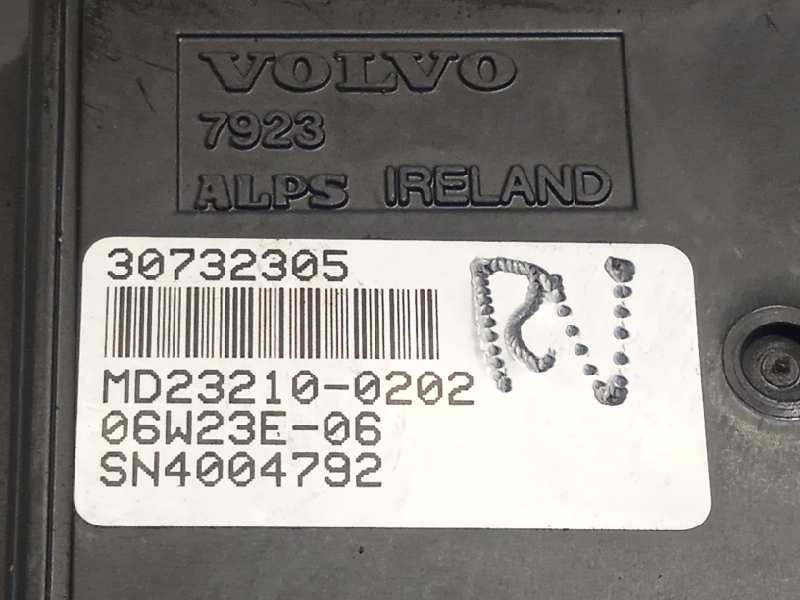 VOLVO
7923
ALPS IRELAND
30732305
MD23210-0202
06W23E-06
SN4004792